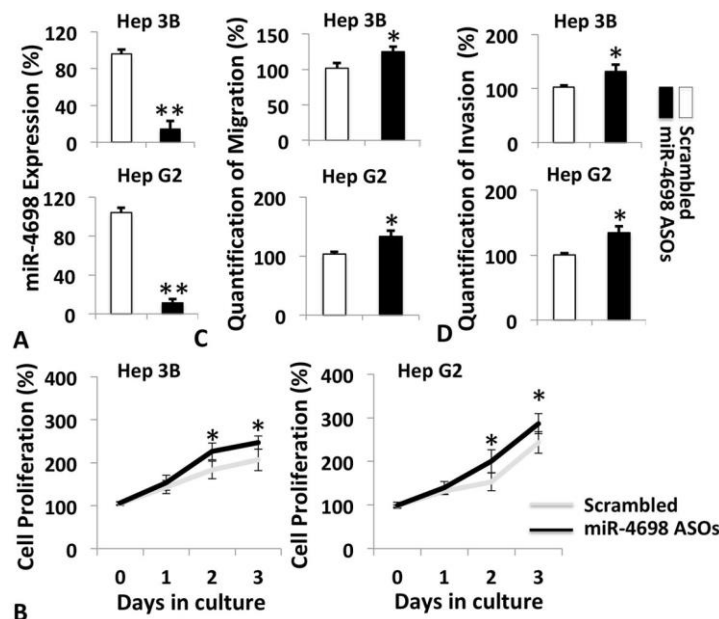 Hep 3B
miR-4698 Expression (%)
120
80
40
0
**
Hep G2
120
80
40
0
**
A
Hep 3B
Quantification of Migration (%)
150
100
50
0
*
Hep G2
200
100
0
*
C
Hep 3B
Quantification of Invasion (%)
200
100
0
*
Hep G2
200
100
0
*
D
Scrambled
miR-4698 ASOs
Hep 3B
Cell Proliferation (%)
400
300
200
100
0
* *
0 1 2 3
Days in culture
B
Hep G2
Cell Proliferation (%)
400
300
200
100
0
*
*
0 1 2 3
Days in culture
Scrambled
miR-4698 ASOs